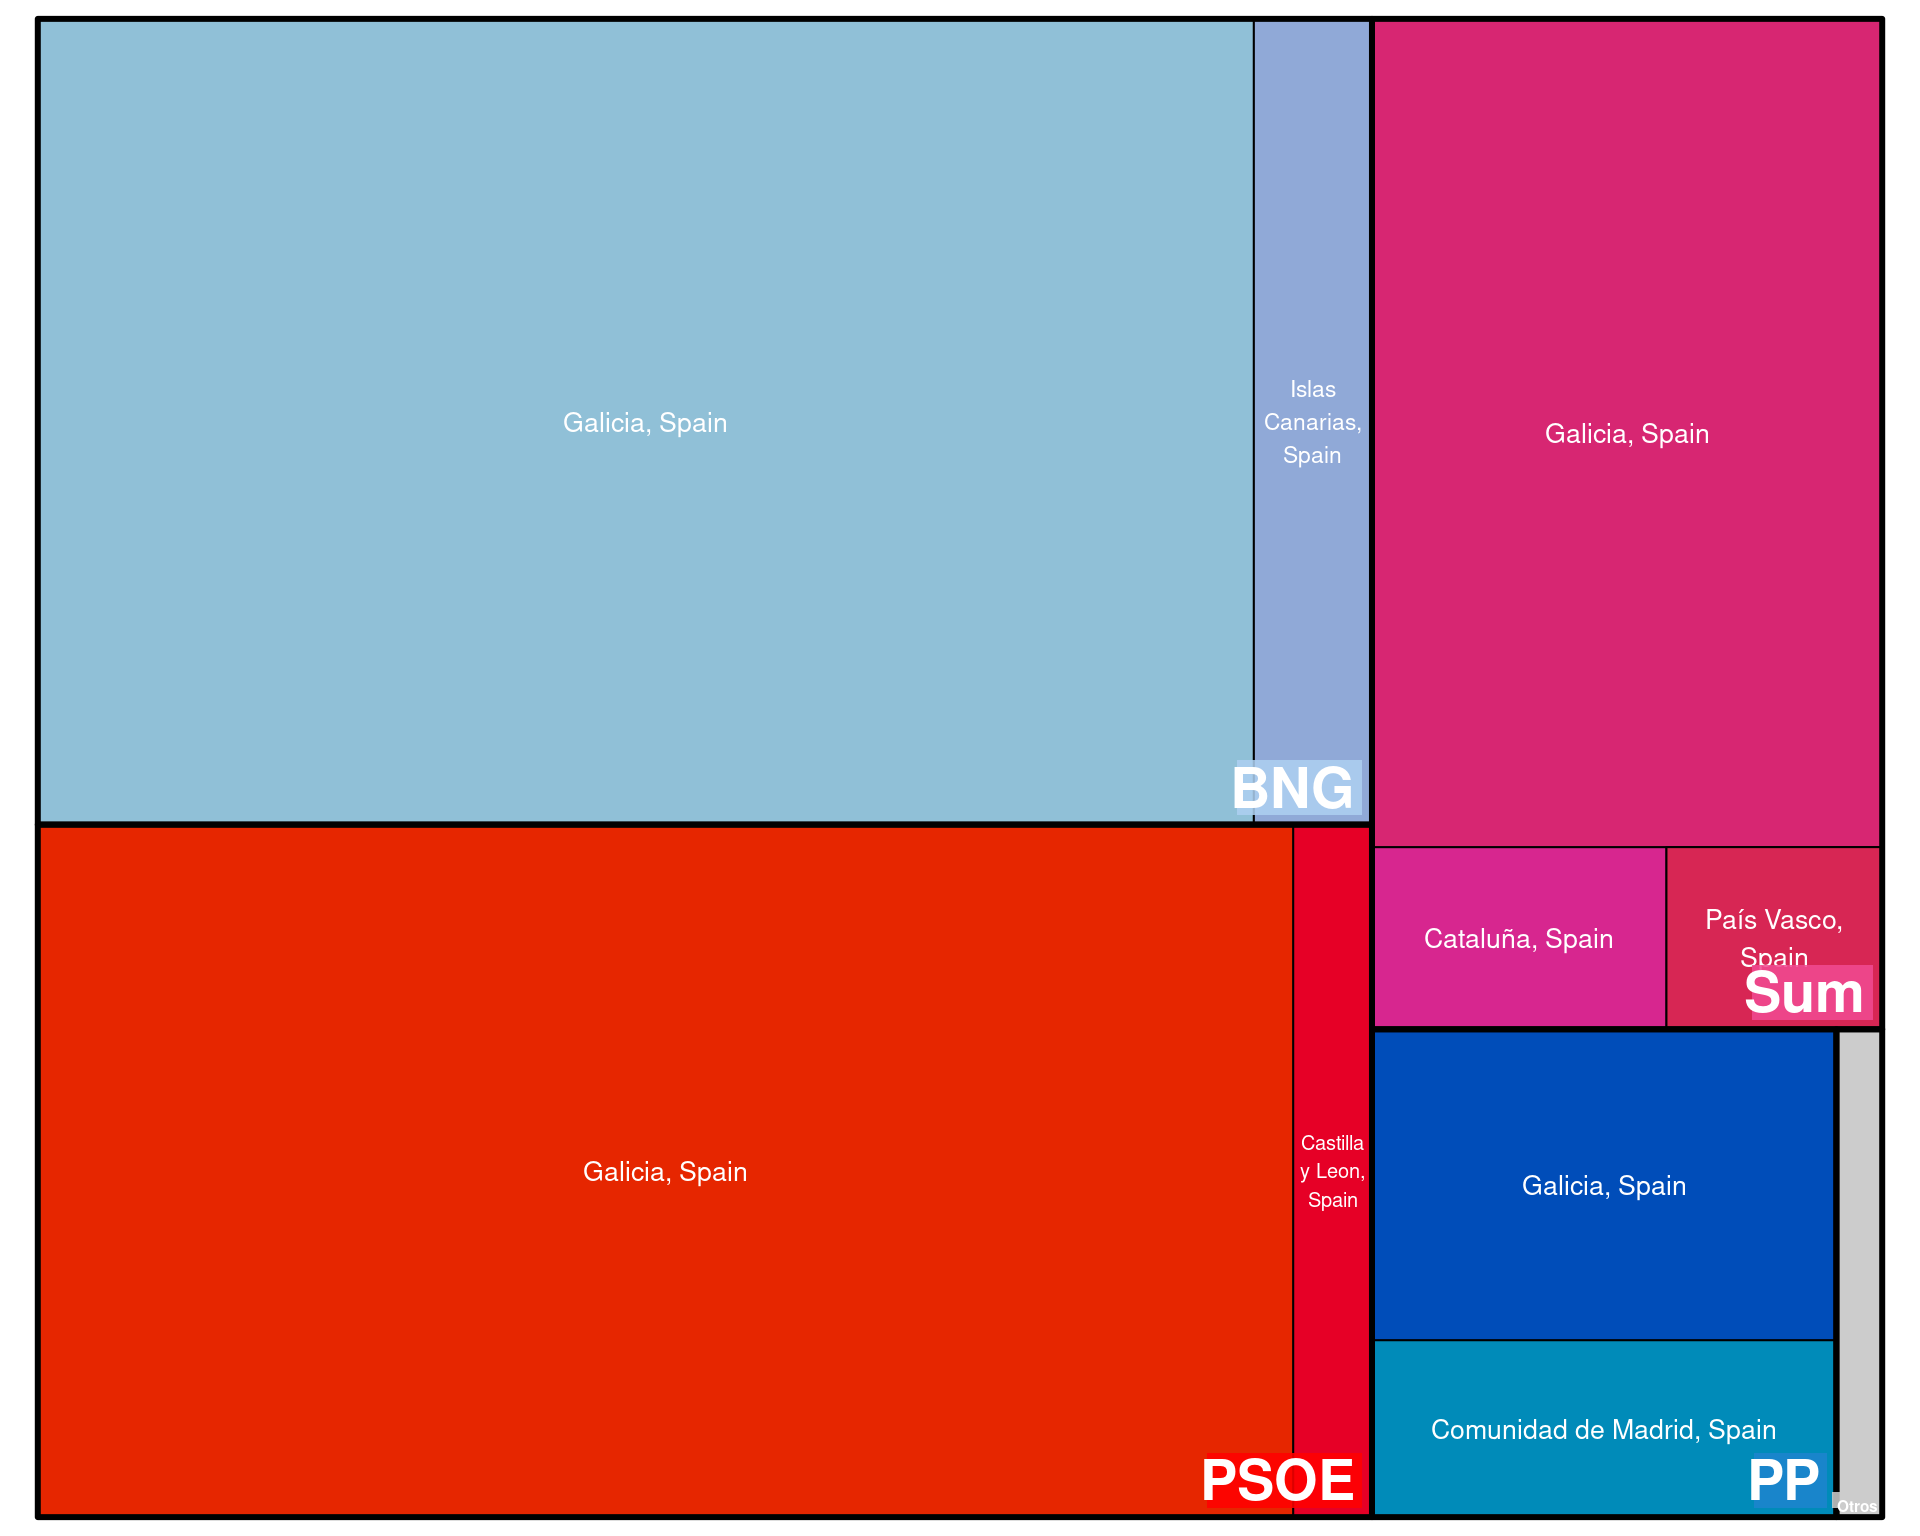 Galicia, Spain
Islas
Canarias,
Spain
BNG
Galicia, Spain
Castilla
y Leon,
Spain
PSOE
Galicia, Spain
Cataluña, Spain
País Vasco,
Spain
Sum
Galicia, Spain
Comunidad de Madrid, Spain
PP
Otros